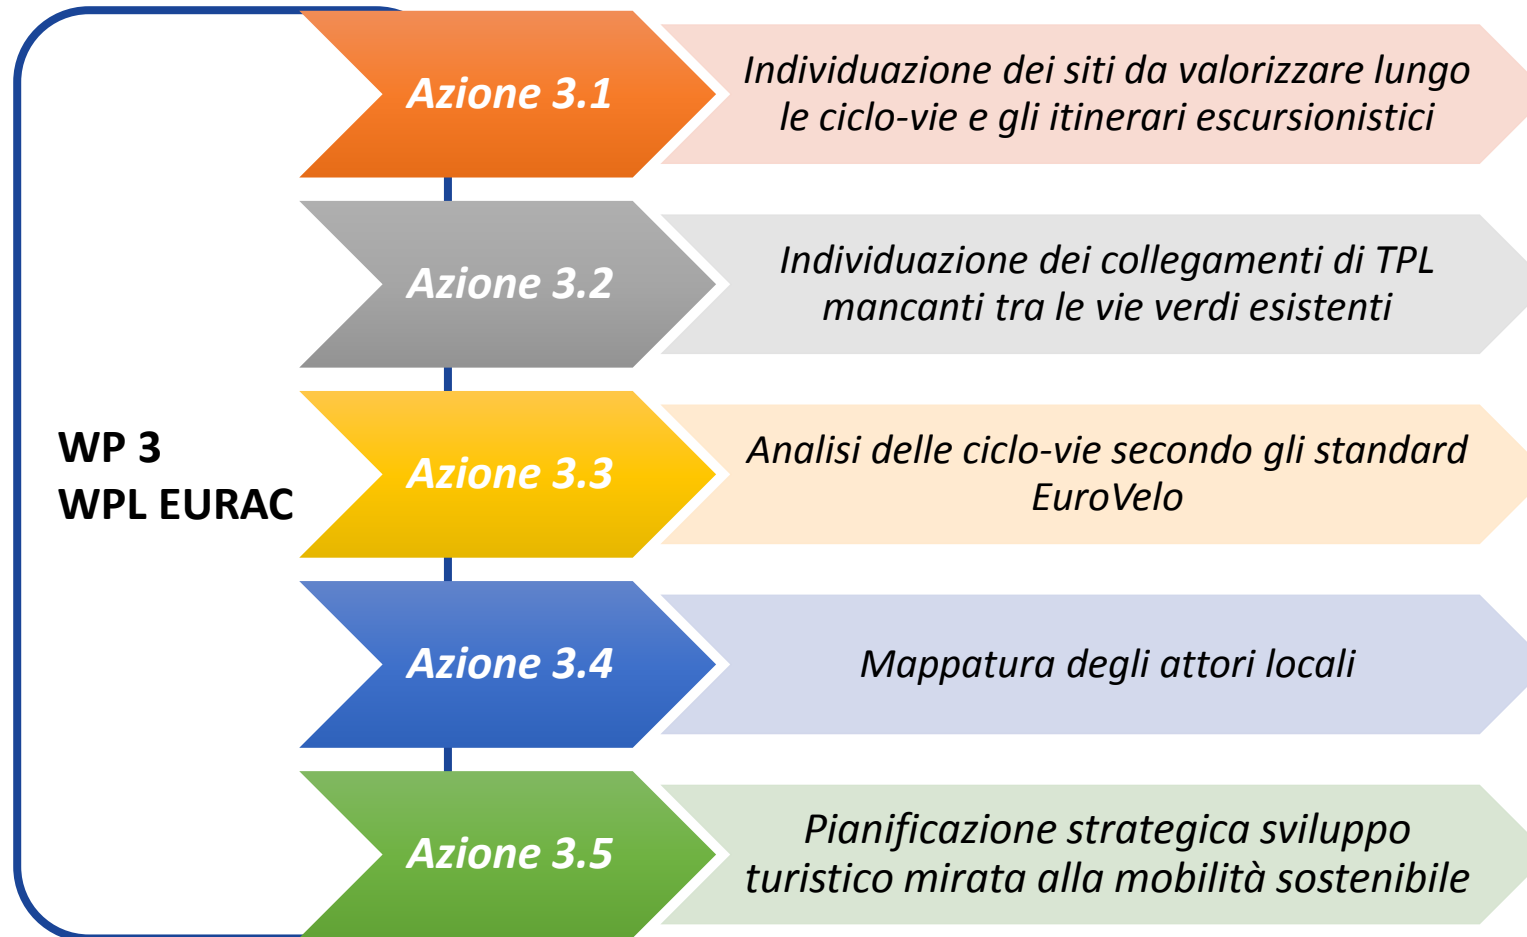 Azione 3.1
Individuazione dei siti da valorizzare lungo
le ciclo-vie e gli itinerari escursionistici
Azione 3.2
Individuazione dei collegamenti di TPL
mancanti tra le vie verdi esistenti
WP 3
WPL EURAC
Azione 3.3
Analisi delle ciclo-vie secondo gli standard
EuroVelo
Azione 3.4
Mappatura degli attori locali
Azione 3.5
Pianificazione strategica sviluppo
turistico mirata alla mobilità sostenibile